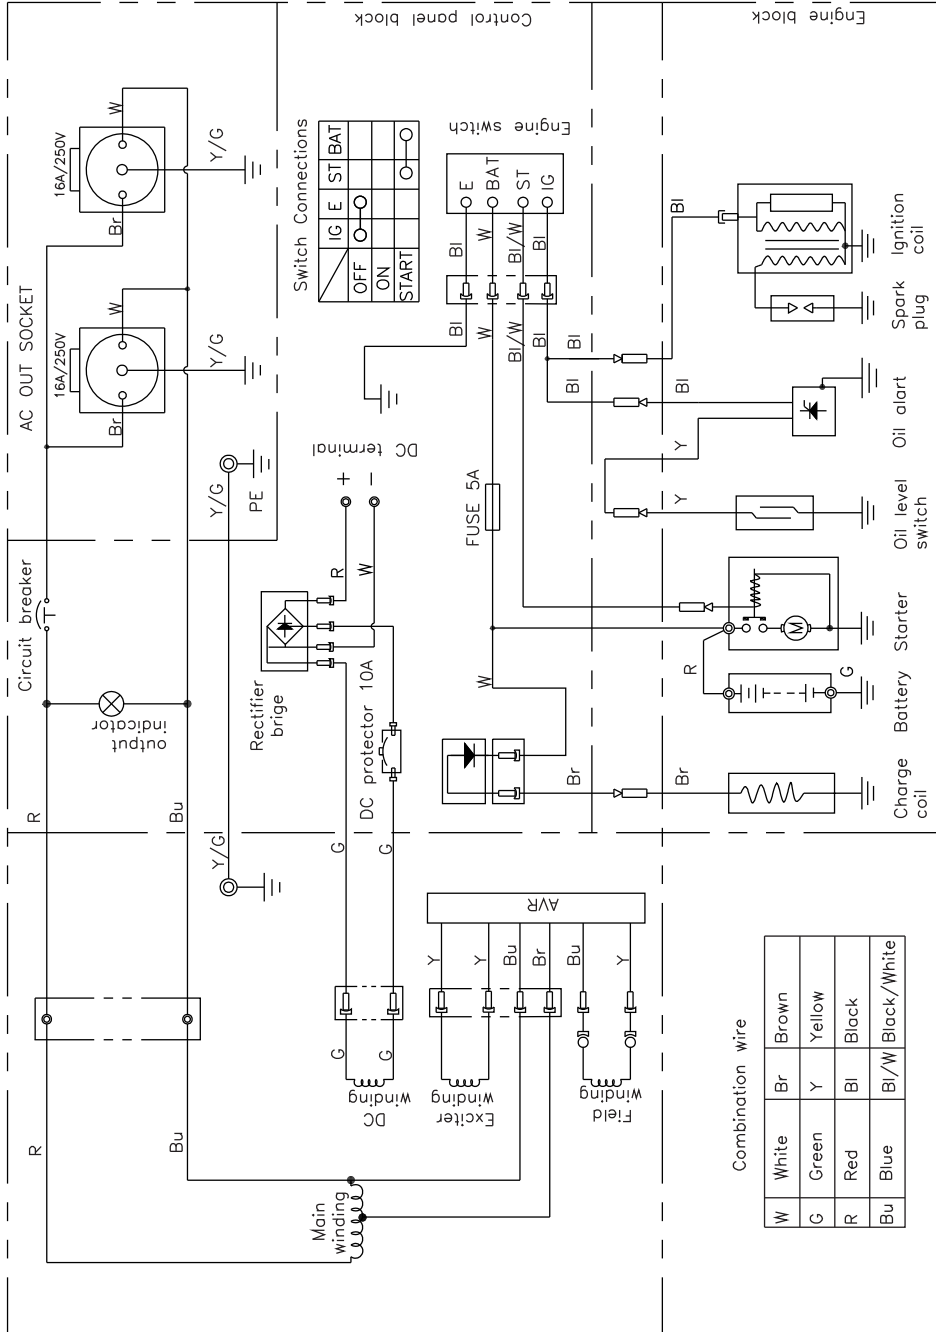 Control panel block
Engine block
AC OUT SOCKET
16A/250V
W
Br
Y/G
16A/250V
W
Br
Y/G
Switch Connections
IG E ST BAT
OFF
ON
START
Engine switch
E
BAT
ST
IG
Bl
W
Bl/W
Bl
Bl
W
Bl/W
Bl
Bl
Bl
Bl
Bl
Ignition
coil
Spark
plug
Oil alart
Y
Y
Oil level
switch
Y/G
PE
DC terminal
+
−
R
W
FUSE 5A
Circuit breaker
output
indicator
Rectifier
brige
DC protector 10A
W
R
G
Starter
M
Battery
Br
Br
Charge
coil
R
Bu
Y/G
G
G
AVR
Y
Y
Bu
Br
Bu
Y
G
G
DC
winding
Exciter
winding
Field
winding
R
Bu
Main
winding
Combination wire
W White Br Brown
G Green Y Yellow
R Red Bl Black
Bu Blue Bl/W Black/White